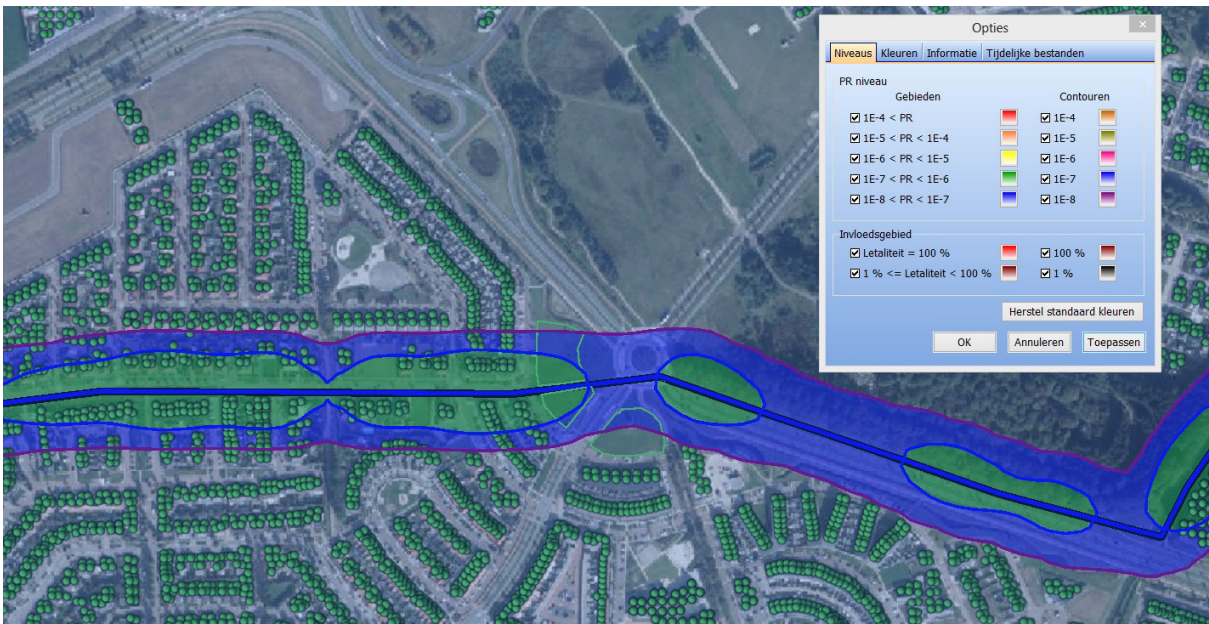 Opties
Niveaus Kleuren Informatie Tijdelijke bestanden
PR niveau
Gebieden Contouren
1E-4 < PR 1E-4
1E-5 < PR < 1E-4 1E-5
1E-6 < PR < 1E-5 1E-6
1E-7 < PR < 1E-6 1E-7
1E-8 < PR < 1E-7 1E-8
Invloedsgebied
Letaliteit = 100 % 100 %
1 % <= Letaliteit < 100 % 1 %
Herstel standaard kleuren
OK Annuleren Toepassen